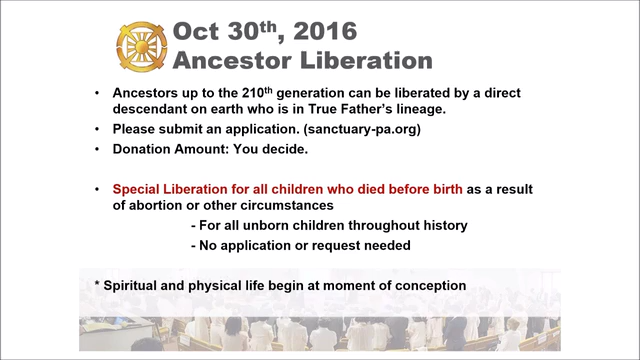 Oct 30th, 2016
Ancestor Liberation
• Ancestors up to the 210th generation can be liberated by a direct
descendant on earth who is in True Father's lineage.
• Please submit an application. (sanctuary-pa.org)
• Donation Amount: You decide.
• Special Liberation for all children who died before birth as a result
of abortion or other circumstances
- For all unborn children throughout history
- No application or request needed
* Spiritual and physical life begin at moment of conception